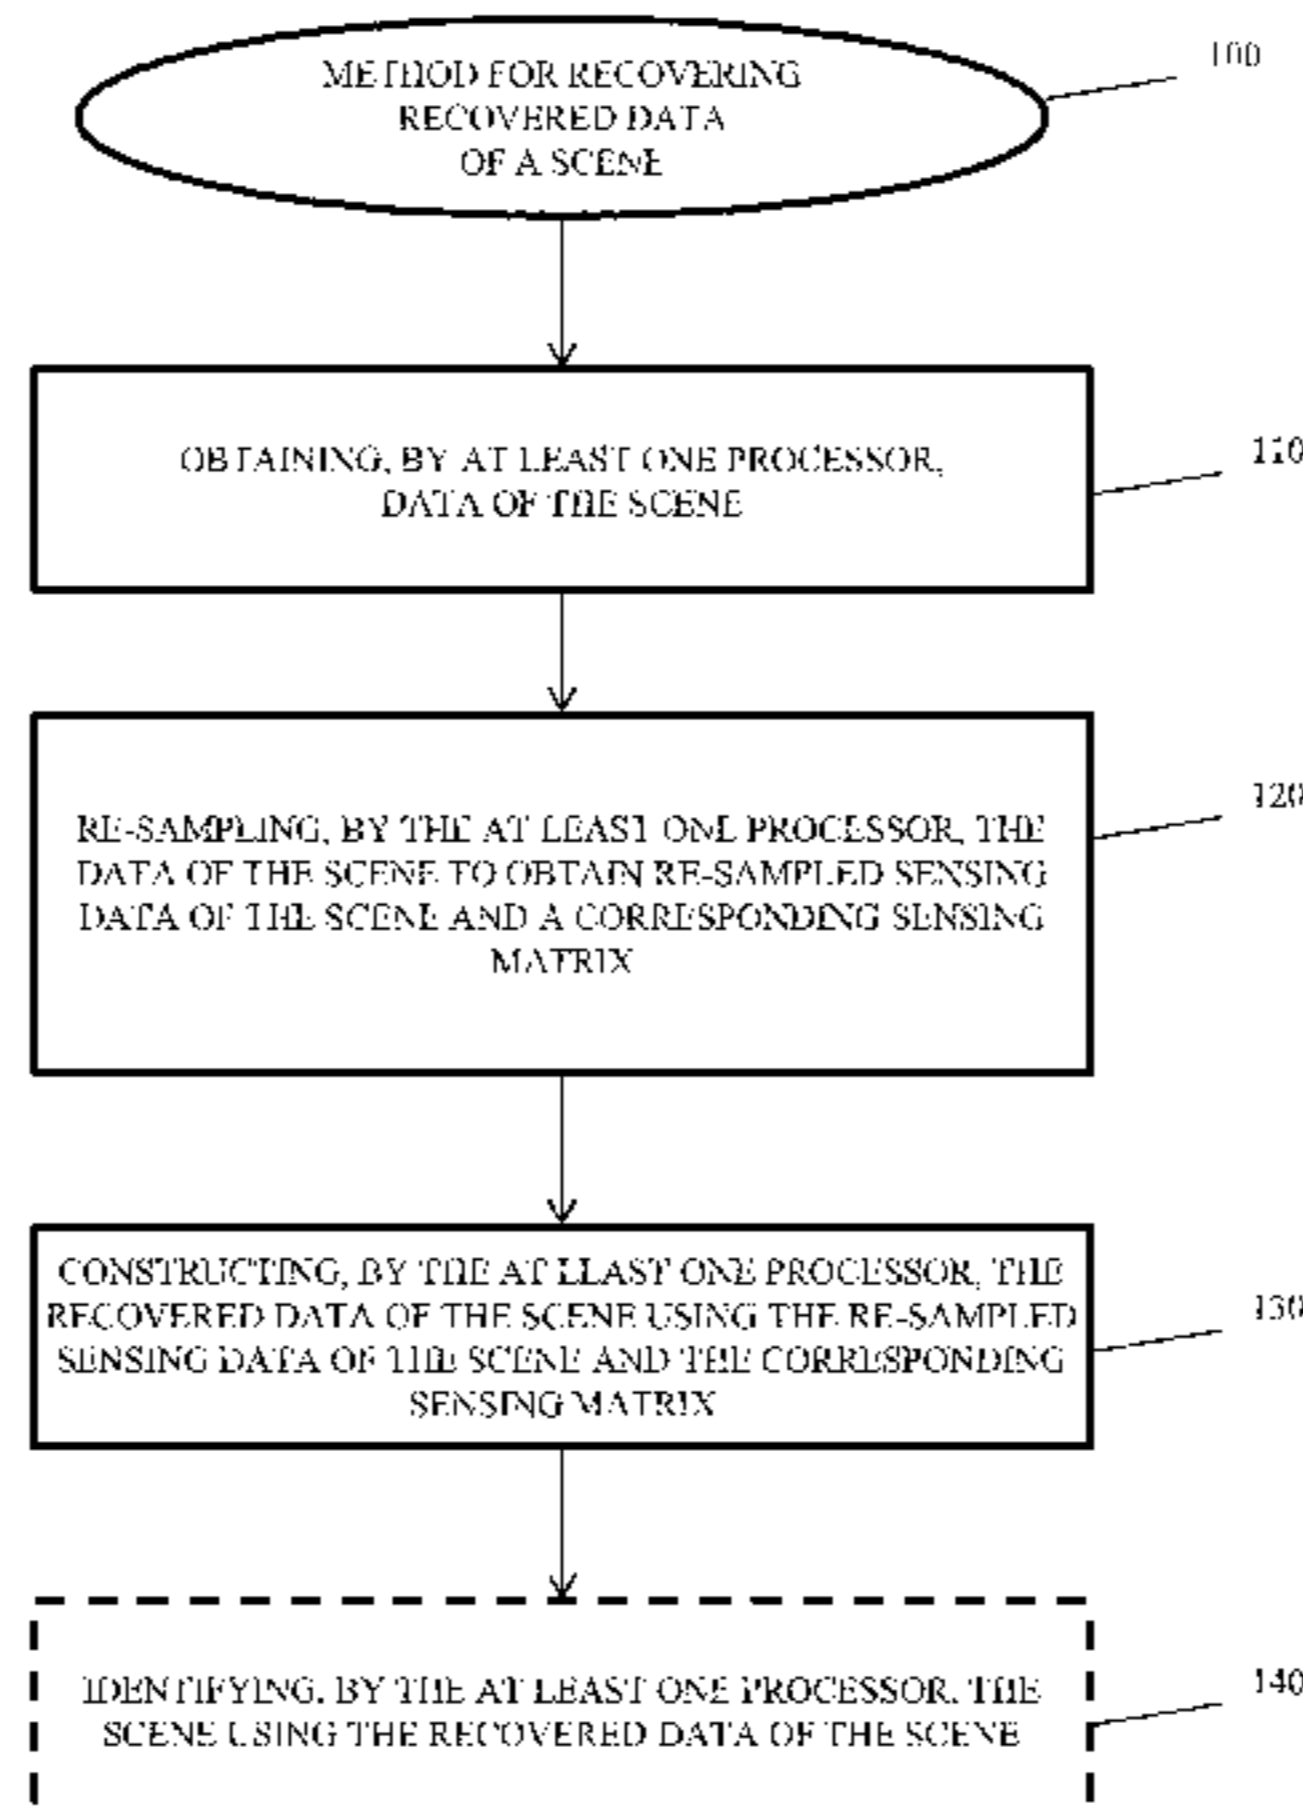 METHOD FOR RECOVERING
RECOVERED DATA
OF A SCENE
100
OBTAINING, BY AT LEAST ONE PROCESSOR,
DATA OF THE SCENE
110
RE-SAMPLING, BY THE AT LEAST ONE PROCESSOR, THE
DATA OF THE SCENE TO OBTAIN RE-SAMPLED SENSING
DATA OF THE SCENE AND A CORRESPONDING SENSING
MATRIX
120
CONSTRUCTING, BY THE AT LEAST ONE PROCESSOR, THE
RECOVERED DATA OF THE SCENE USING THE RE-SAMPLED
SENSING DATA OF THE SCENE AND THE CORRESPONDING
SENSING MATRIX
130
IDENTIFYING, BY THE AT LEAST ONE PROCESSOR, THE
SCENE USING THE RECOVERED DATA OF THE SCENE
140